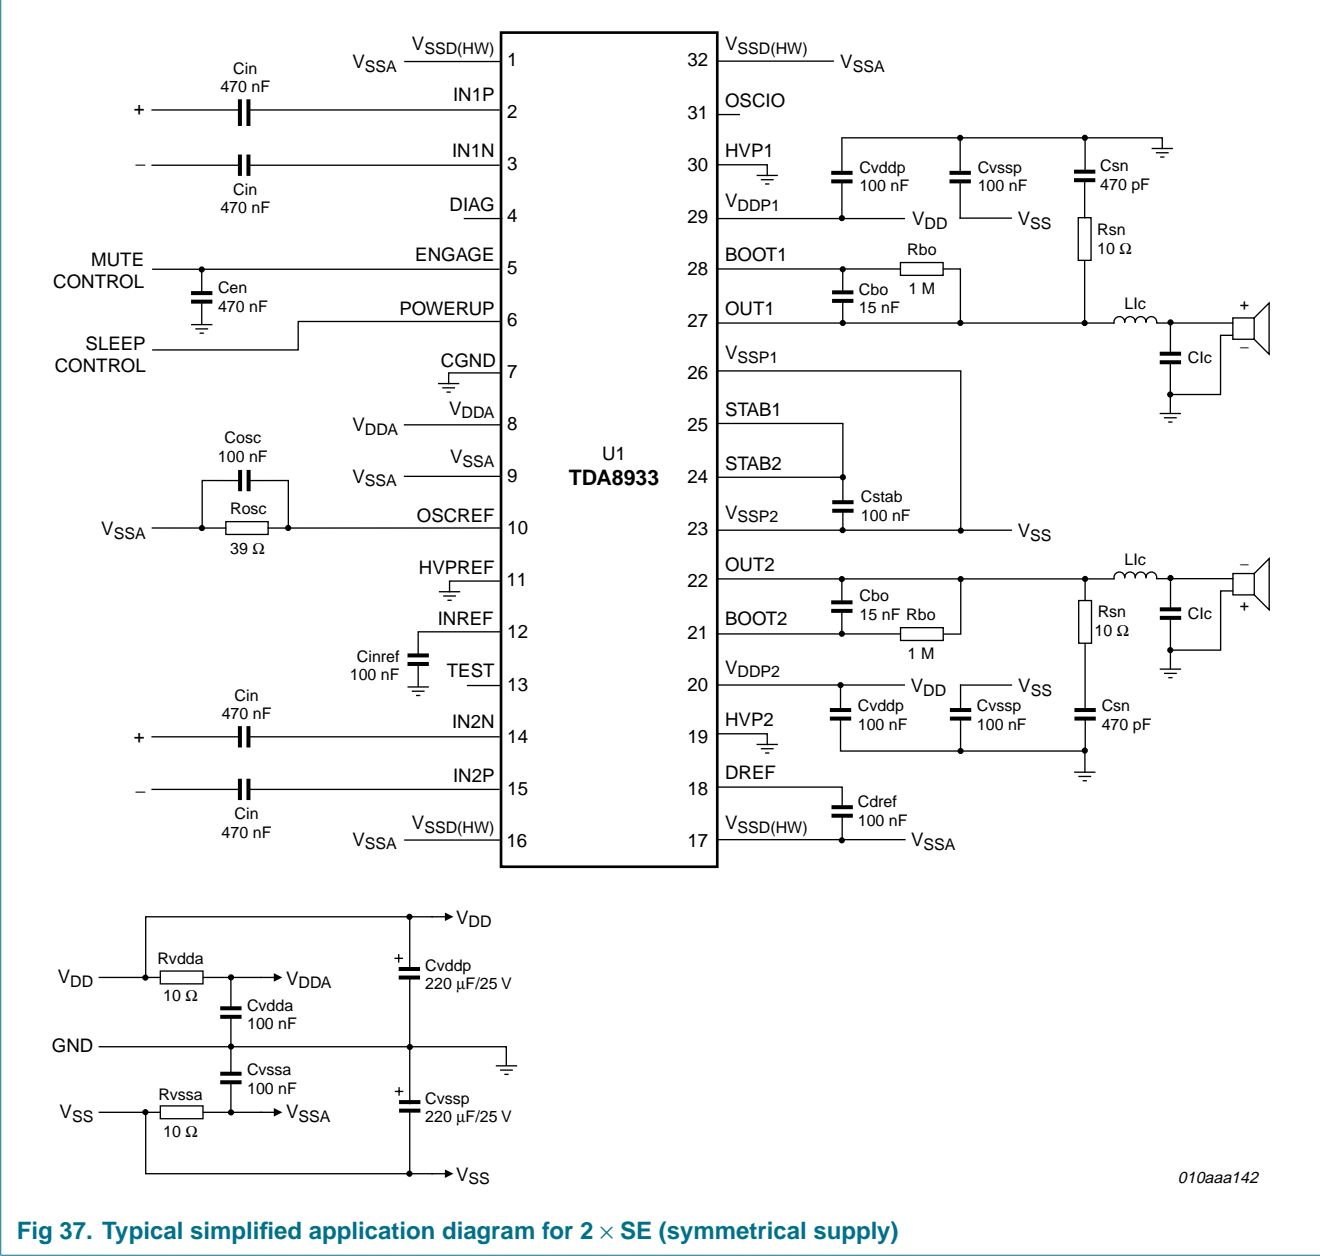 VSSD(HW)
VSSA
1
Cin
470 nF
+
IN1P
2
IN1N
–
3
Cin
470 nF
DIAG
4
MUTE
CONTROL
ENGAGE
5
Cen
470 nF
POWERUP
6
SLEEP
CONTROL
CGND
7
VDDA
VDDA
8
VSSA
VSSA
9
Cosc
100 nF
Rosc
VSSA
39 Ω
OSCREF
10
HVPREF
11
INREF
12
Cinref
100 nF
TEST
13
Cin
470 nF
+
IN2N
14
IN2P
–
15
Cin
470 nF
VSSD(HW)
VSSA
16
U1
TDA8933
VSSD(HW)
32
VSSA
OSCIO
31
HVP1
30
Cvddp
100 nF
Cvssp
100 nF
Csn
470 pF
VDDP1
29
VDD
VSS
Rsn
10 Ω
BOOT1
28
Rbo
1 M
Cbo
15 nF
OUT1
27
Llc
+
–
Clc
VSSP1
26
STAB1
25
STAB2
24
Cstab
100 nF
VSSP2
23
VSS
OUT2
22
Llc
–
+
Clc
Cbo
15 nF
Rbo
1 M
Rsn
10 Ω
BOOT2
21
VDDP2
20
VDD
VSS
Cvddp
100 nF
Cvssp
100 nF
Csn
470 pF
HVP2
19
DREF
18
Cdref
100 nF
VSSD(HW)
17
VSSA
VDD
Rvdda
VDD
10 Ω
VDDA
+
Cvddp
220 μF/25 V
Cvdda
100 nF
GND
Cvssa
100 nF
Rvssa
VSS
10 Ω
VSSA
+
Cvssp
220 μF/25 V
VSS
010aaa142
Fig 37. Typical simplified application diagram for 2 × SE (symmetrical supply)